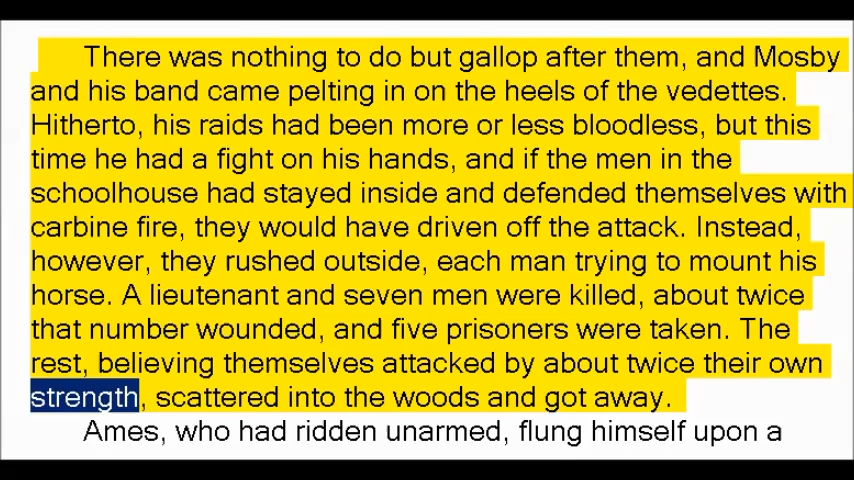 There was nothing to do but gallop after them, and Mosby
and his band came pelting in on the heels of the vedettes.
Hitherto, his raids had been more or less bloodless, but this
time he had a fight on his hands, and if the men in the
schoolhouse had stayed inside and defended themselves with
carbine fire, they would have driven off the attack. Instead,
however, they rushed outside, each man trying to mount his
horse. A lieutenant and seven men were killed, about twice
that number wounded, and five prisoners were taken. The
rest, believing themselves attacked by about twice their own
strength, scattered into the woods and got away.
Ames, who had ridden unarmed, flung himself upon a